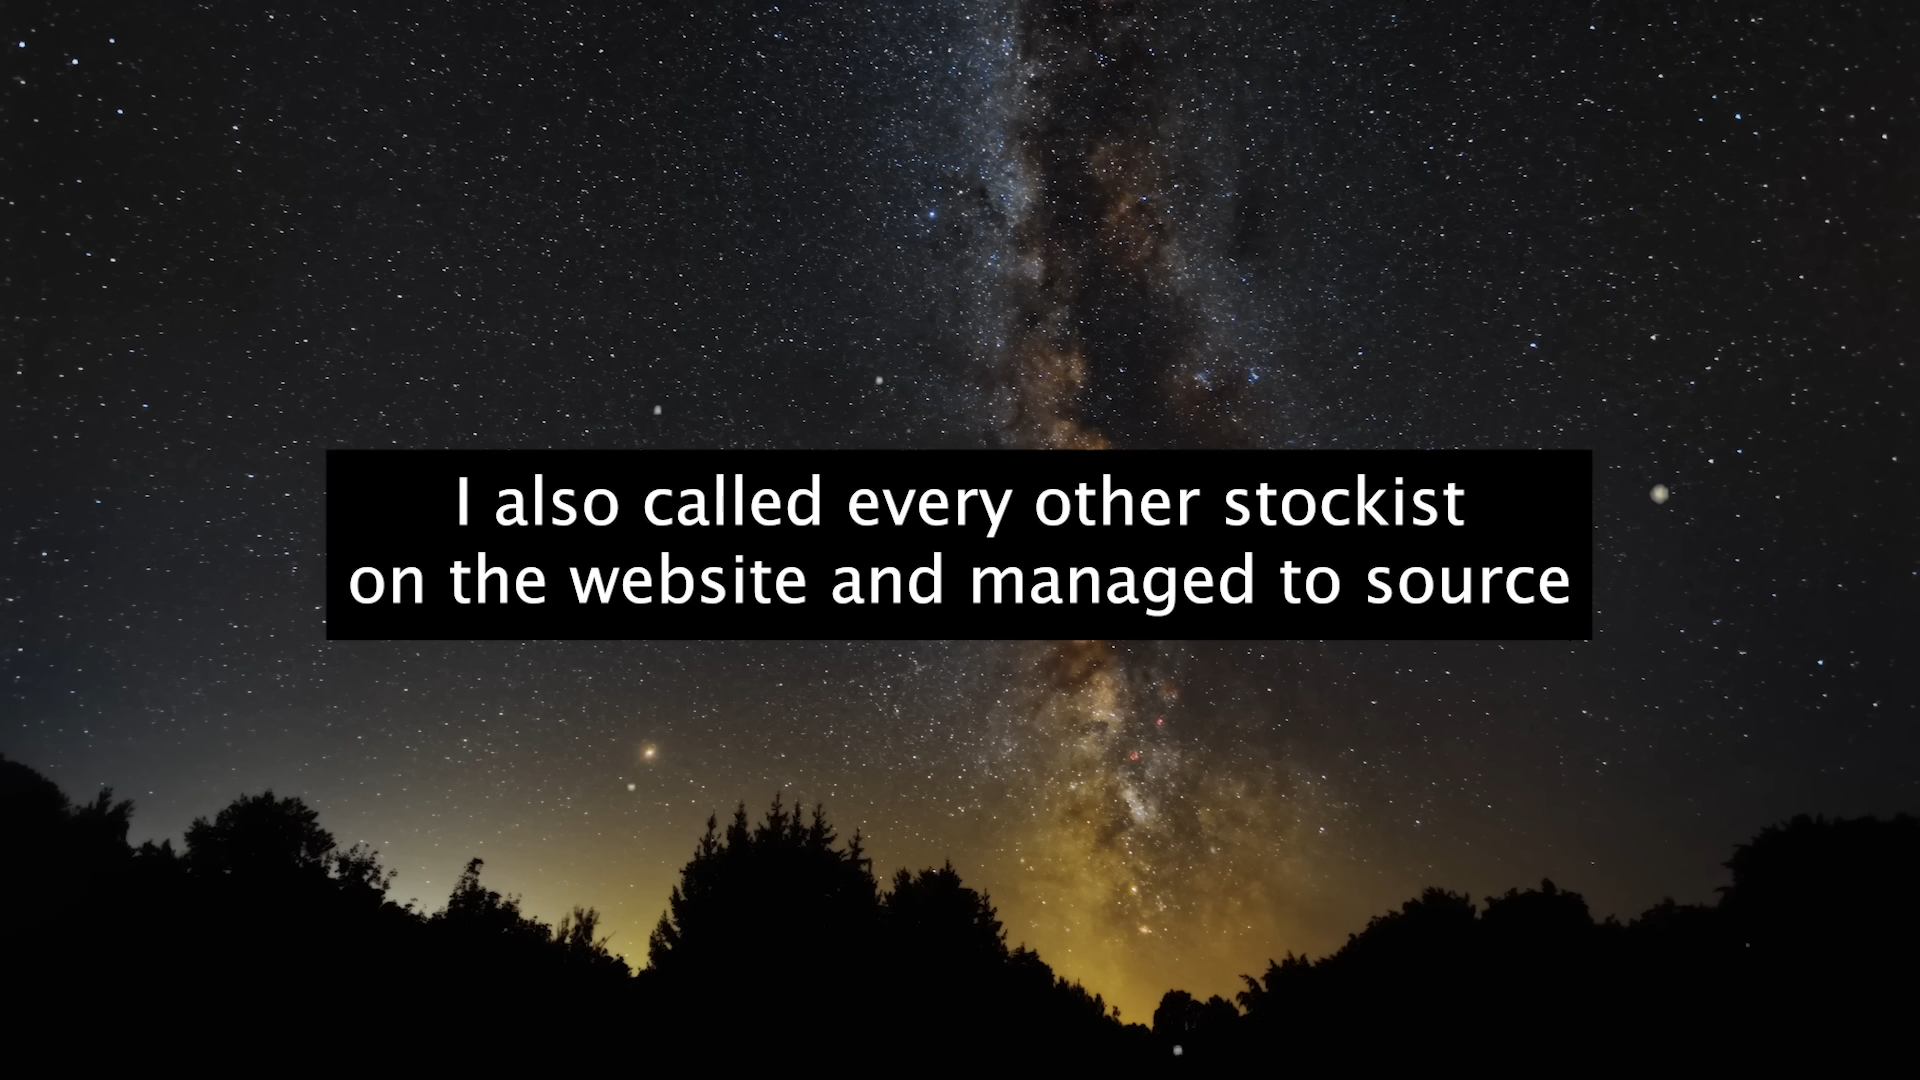 I also called every other stockist
on the website and managed to source